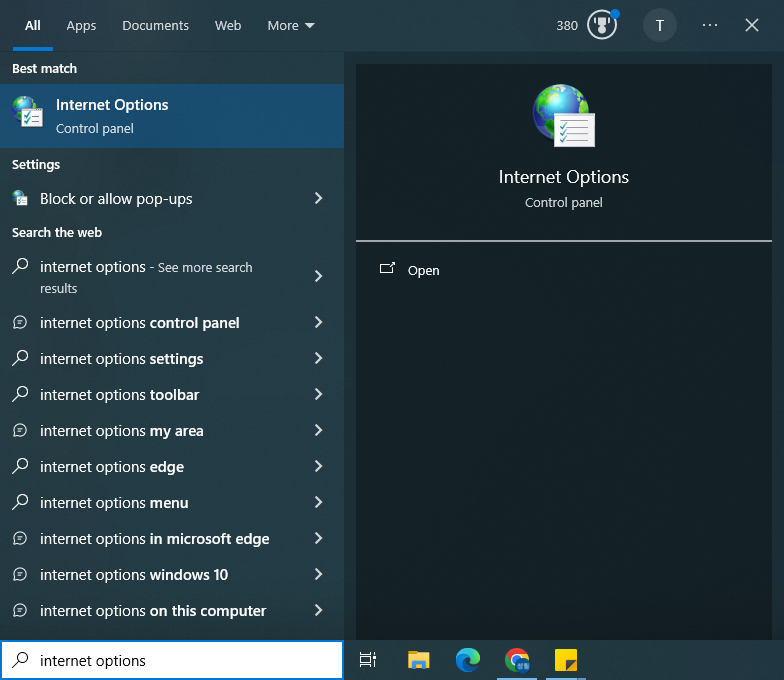 All Apps Documents Web More 380 T
Best match
Internet Options
Control panel
Settings
Block or allow pop-ups
Search the web
internet options - See more search
results
internet options control panel
internet options settings
internet options toolbar
internet options my area
internet options edge
internet options menu
internet options in microsoft edge
internet options windows 10
internet options on this computer
internet options
Internet Options
Control panel
Open